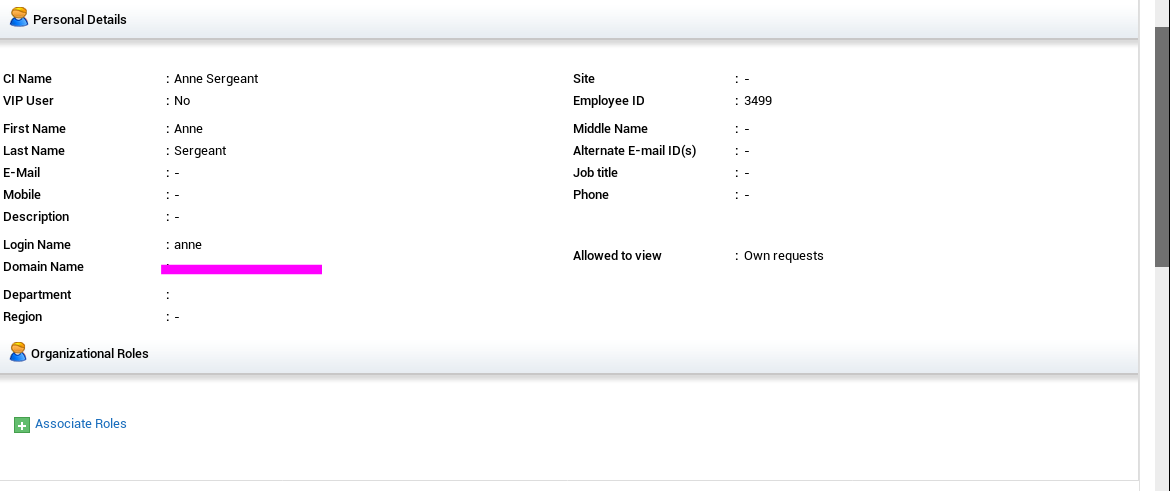 Personal Details
CI Name : Anne Sergeant Site : -
VIP User : No Employee ID : 3499
First Name : Anne Middle Name : -
Last Name : Sergeant Alternate E-mail ID(s) : -
E-Mail : - Job title : -
Mobile : - Phone : -
Description : -
Login Name : anne
Allowed to view : Own requests
Domain Name
Department :
Region : -
Organizational Roles
Associate Roles